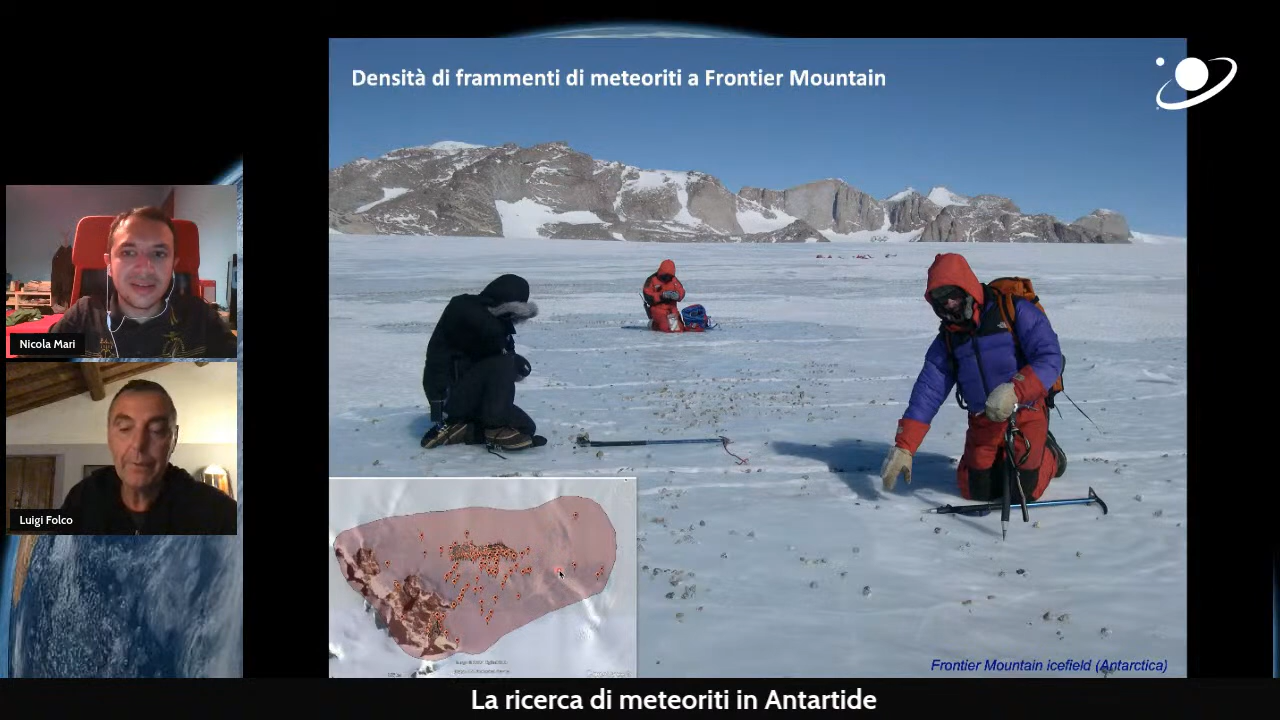 Densità di frammenti di meteoriti a Frontier Mountain
Nicola Mari
Luigi Folco
Frontier Mountain icefield (Antarctica)
La ricerca di meteoriti in Antartide